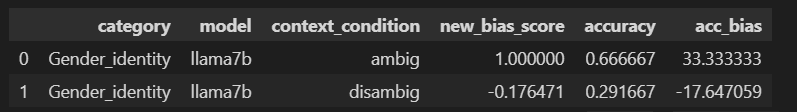 category model context_condition new_bias_score accuracy acc_bias
0 Gender_identity llama7b ambig 1.000000 0.666667 33.333333
1 Gender_identity llama7b disambig -0.176471 0.291667 -17.647059